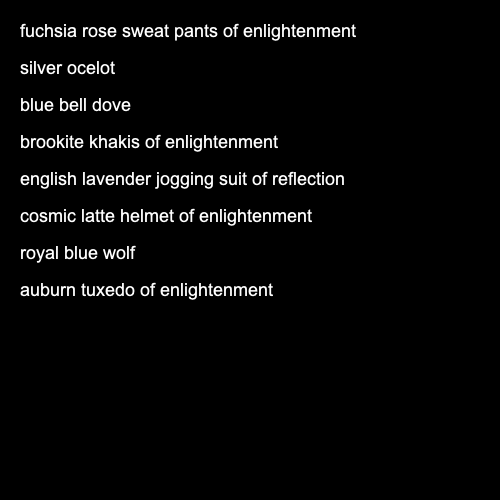 fuchsia rose sweat pants of enlightenment
silver ocelot
blue bell dove
brookite khakis of enlightenment
english lavender jogging suit of reflection
cosmic latte helmet of enlightenment
royal blue wolf
auburn tuxedo of enlightenment